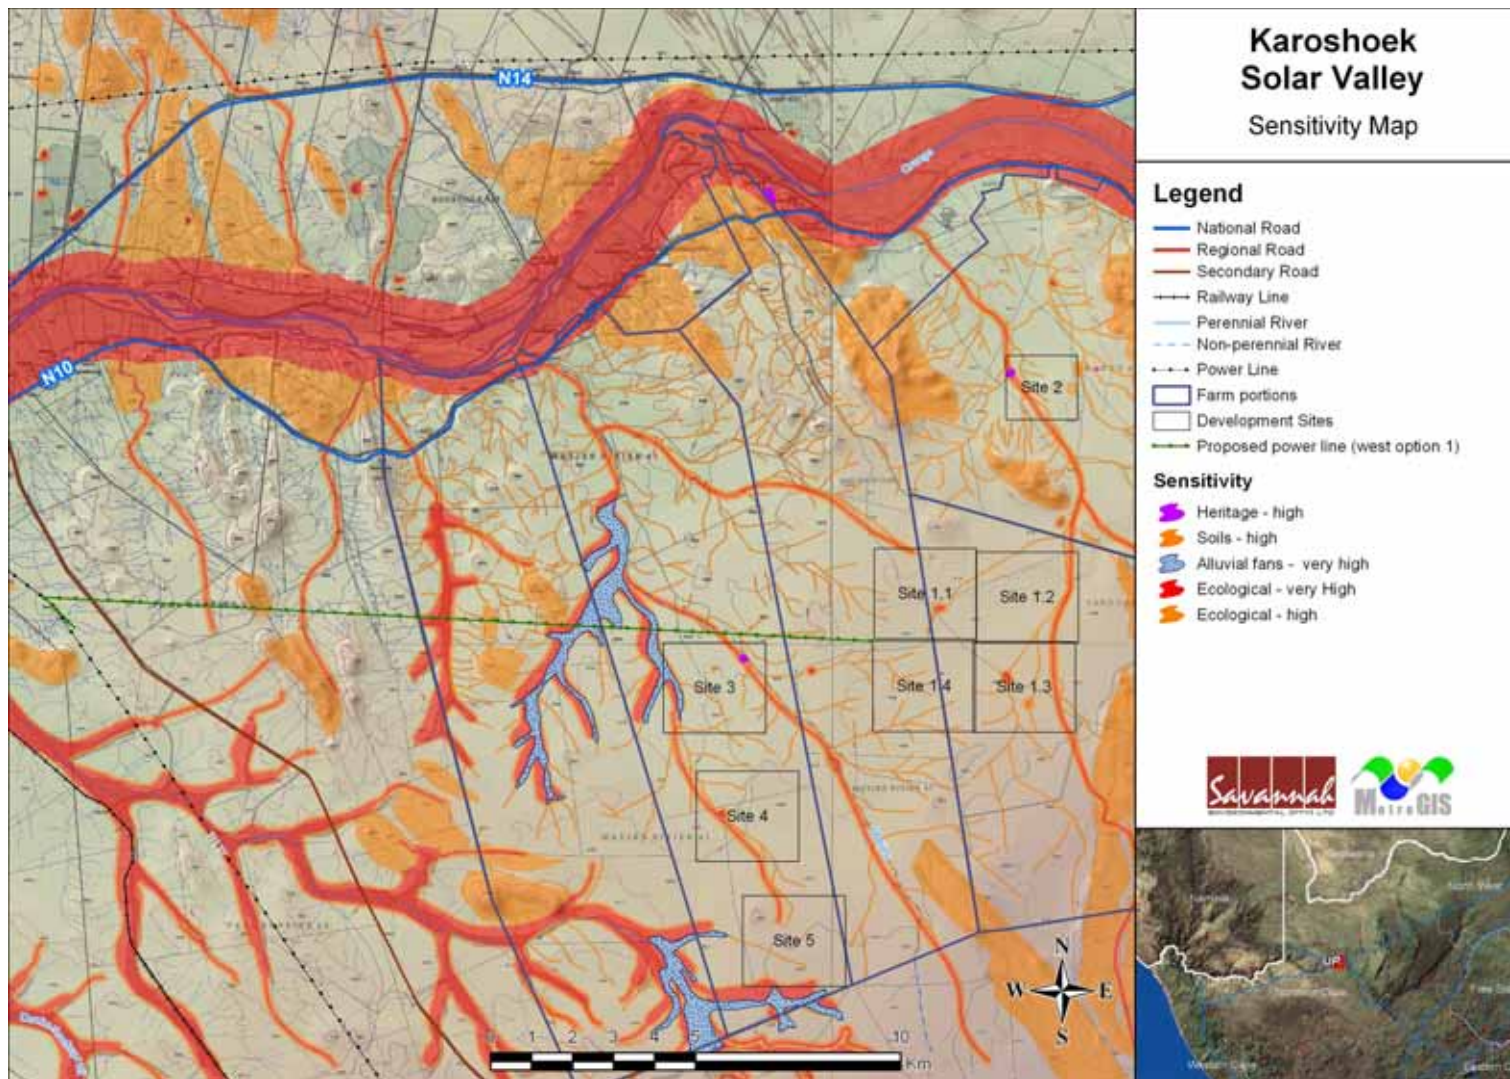 Karoshoek
Solar Valley
Sensitivity Map
Legend
National Road
Regional Road
Secondary Road
Railway Line
Perennial River
Non-perennial River
Power Line
Farm portions
Development Sites
Proposed power line (west option 1)
Sensitivity
Heritage - high
Soils - high
Alluvial fans - very high
Ecological - very High
Ecological - high
Savannah
MetroGIS
N14
Orange
N10
Site 2
Site 1.1
Site 1.2
Site 3
Site 1.4
Site 1.3
Site 4
Site 5
N
W E
S
0 1 2 3 4 5 10
Km
UP